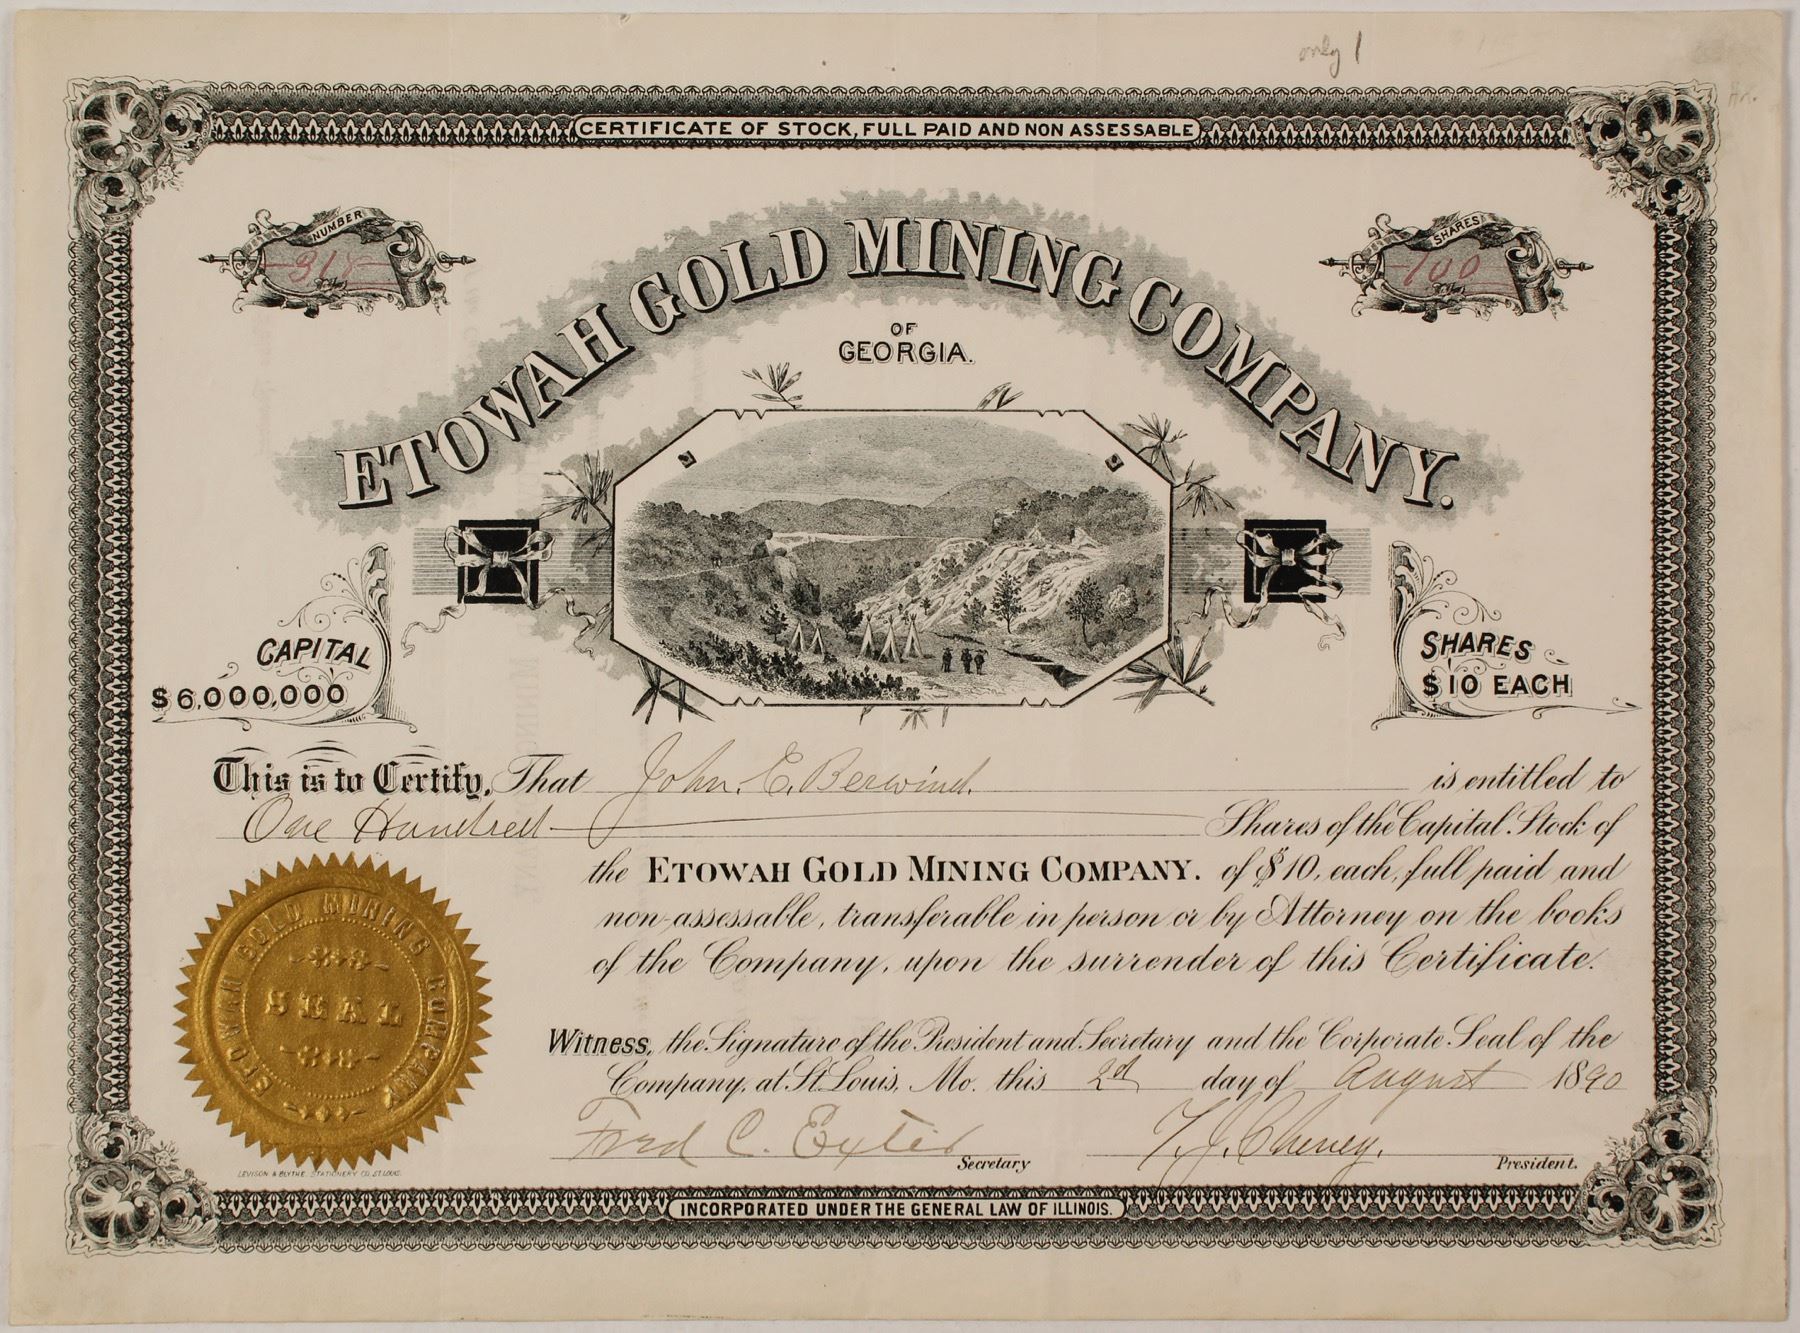 only 1
CERTIFICATE OF STOCK, FULL PAID AND NON ASSESSABLE
NUMBER
318
SHARES
100
ETOWAH GOLD MINING COMPANY.
OF
GEORGIA.
CAPITAL
$6,000,000
SHARES
$10 EACH
This is to Certify, That John. E. Berwind. is entitled to
One Hundred Shares of the Capital Stock of
the ETOWAH GOLD MINING COMPANY. of $10, each, full paid and
non-assessable, transferable in person or by Attorney on the books
of the Company, upon the surrender of this Certificate.
ETOWAH GOLD MINING COMPANY
SEAL
Witness, the Signature of the President and Secretary and the Corporate Seal of the
Company, at St. Louis, Mo. this 2d day of August 1890
Fred C. Exter Secretary T. J. Cheney. President.
LEVISON & BLYTHE STATIONERY CO. ST. LOUIS.
INCORPORATED UNDER THE GENERAL LAW OF ILLINOIS.